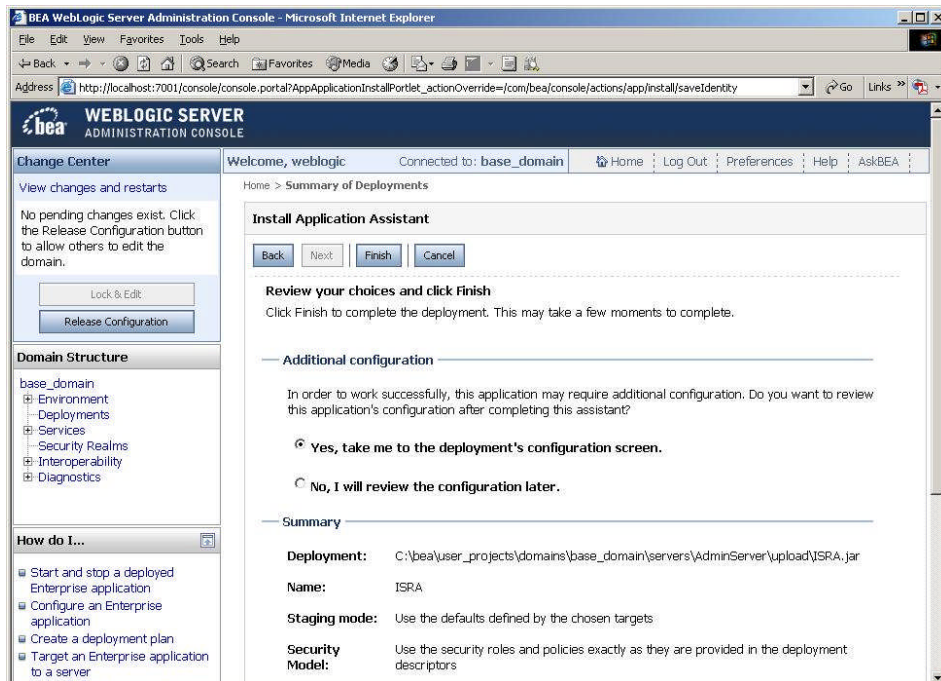 BEA WebLogic Server Administration Console - Microsoft Internet Explorer
File Edit View Favorites Tools Help
Back Search Favorites Media
Address http://localhost:7001/console/console.portal?AppApplicationInstallPortlet_actionOverride=/com/bea/console/actions/app/install/saveIdentity Go Links »
bea WEBLOGIC SERVER
ADMINISTRATION CONSOLE
Change Center
View changes and restarts
No pending changes exist. Click
the Release Configuration button
to allow others to edit the
domain.
Lock & Edit
Release Configuration
Domain Structure
base_domain
Environment
Deployments
Services
Security Realms
Interoperability
Diagnostics
How do I...
Start and stop a deployed
Enterprise application
Configure an Enterprise
application
Create a deployment plan
Target an Enterprise application
to a server
Welcome, weblogic Connected to: base_domain Home Log Out Preferences Help AskBEA
Home > Summary of Deployments
Install Application Assistant
Back Next Finish Cancel
Review your choices and click Finish
Click Finish to complete the deployment. This may take a few moments to complete.
Additional configuration
In order to work successfully, this application may require additional configuration. Do you want to review
this application's configuration after completing this assistant?
Yes, take me to the deployment's configuration screen.
No, I will review the configuration later.
Summary
Deployment: C:\bea\user_projects\domains\base_domain\servers\AdminServer\upload\ISRA.jar
Name: ISRA
Staging mode: Use the defaults defined by the chosen targets
Security Model: Use the security roles and policies exactly as they are provided in the deployment
descriptors